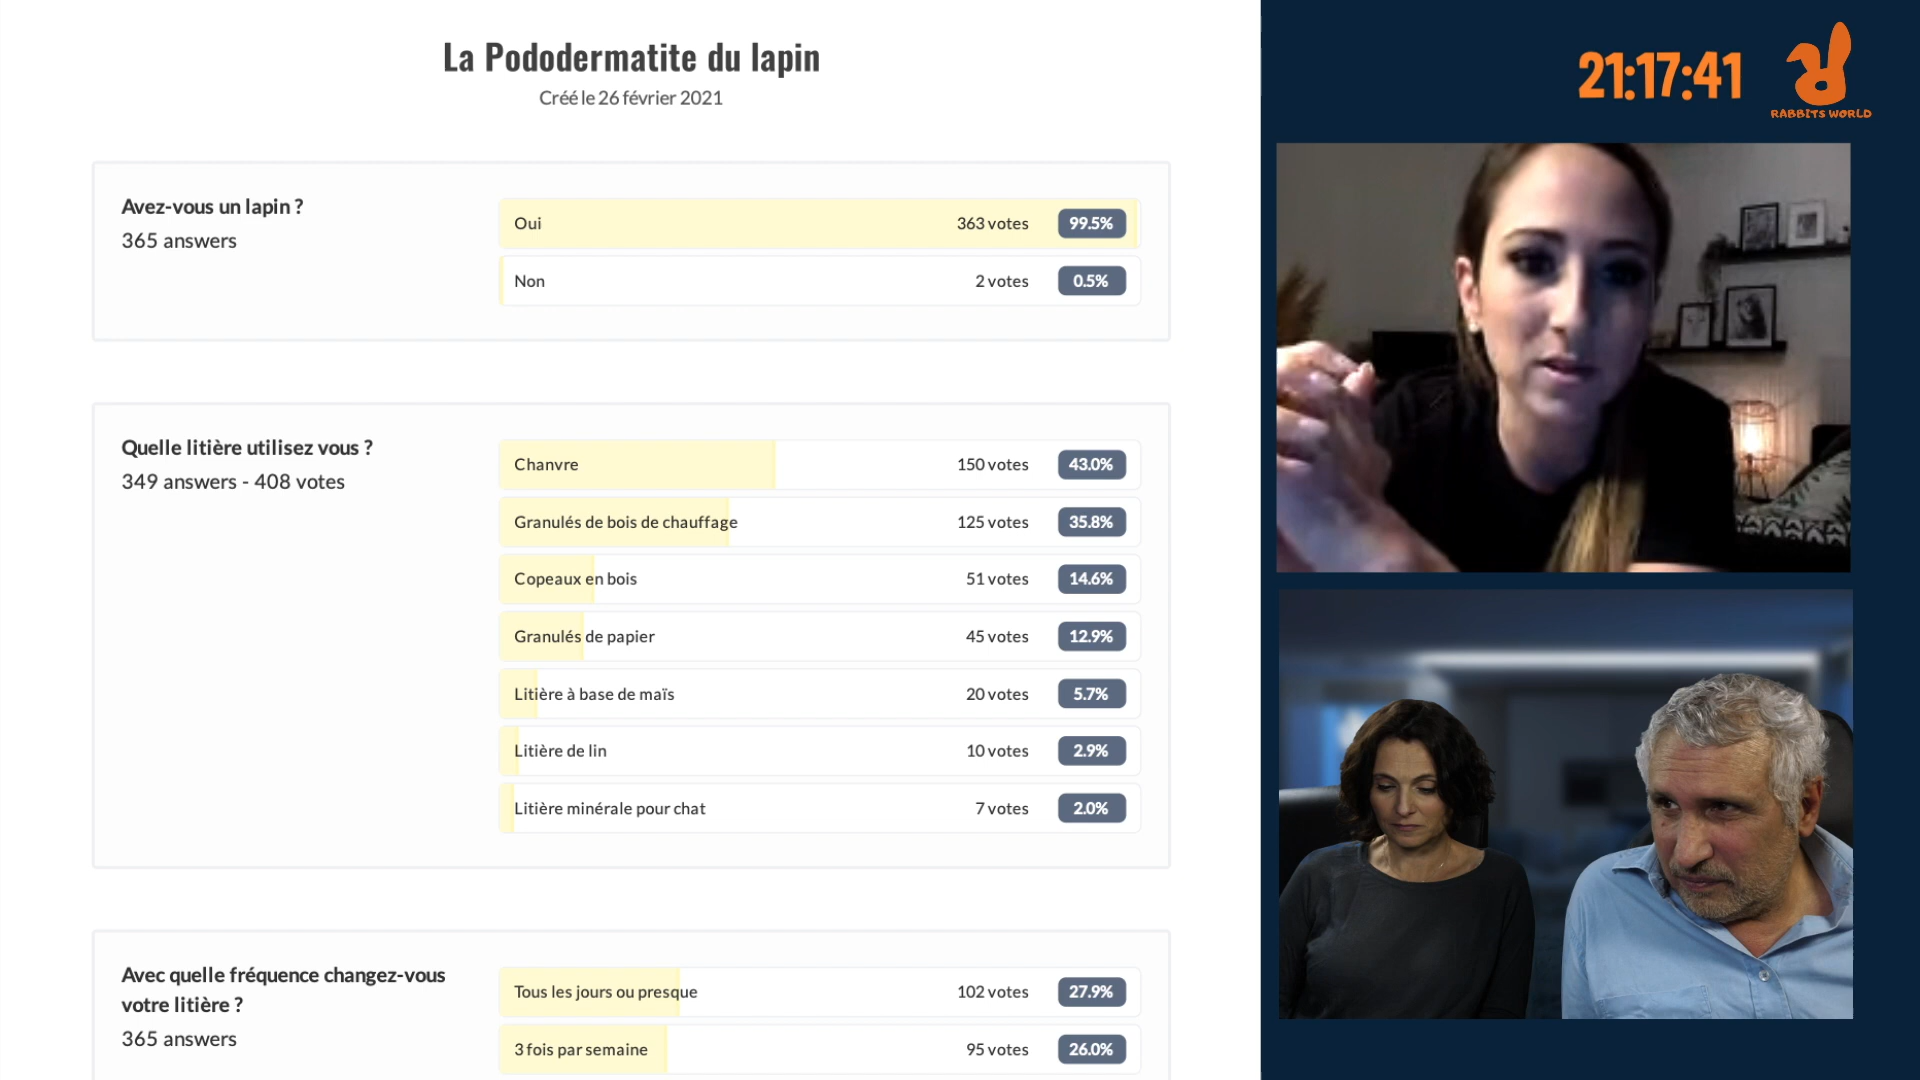 La Pododermatite du lapin
Créé le 26 février 2021
21:17:41
RABBITS WORLD
Avez-vous un lapin ?
365 answers
Oui 363 votes 99.5%
Non 2 votes 0.5%
Quelle litière utilisez vous ?
349 answers - 408 votes
Chanvre 150 votes 43.0%
Granulés de bois de chauffage 125 votes 35.8%
Copeaux en bois 51 votes 14.6%
Granulés de papier 45 votes 12.9%
Litière à base de maïs 20 votes 5.7%
Litière de lin 10 votes 2.9%
Litière minérale pour chat 7 votes 2.0%
Avec quelle fréquence changez-vous
votre litière ?
365 answers
Tous les jours ou presque 102 votes 27.9%
3 fois par semaine 95 votes 26.0%